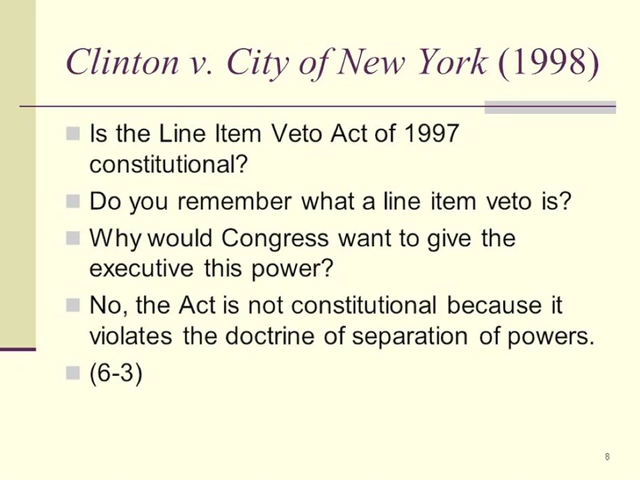 Clinton v. City of New York (1998)
Is the Line Item Veto Act of 1997
constitutional?
Do you remember what a line item veto is?
Why would Congress want to give the
executive this power?
No, the Act is not constitutional because it
violates the doctrine of separation of powers.
(6-3)
8